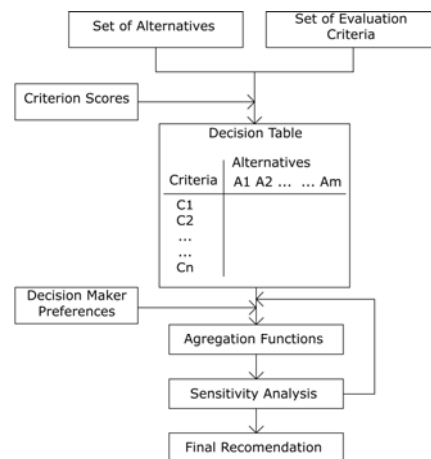 Set of Alternatives
Set of Evaluation
Criteria
Criterion Scores
Decision Table
Alternatives
Criteria A1 A2 ... ... Am
C1
C2
...
...
Cn
Decision Maker
Preferences
Agregation Functions
Sensitivity Analysis
Final Recomendation